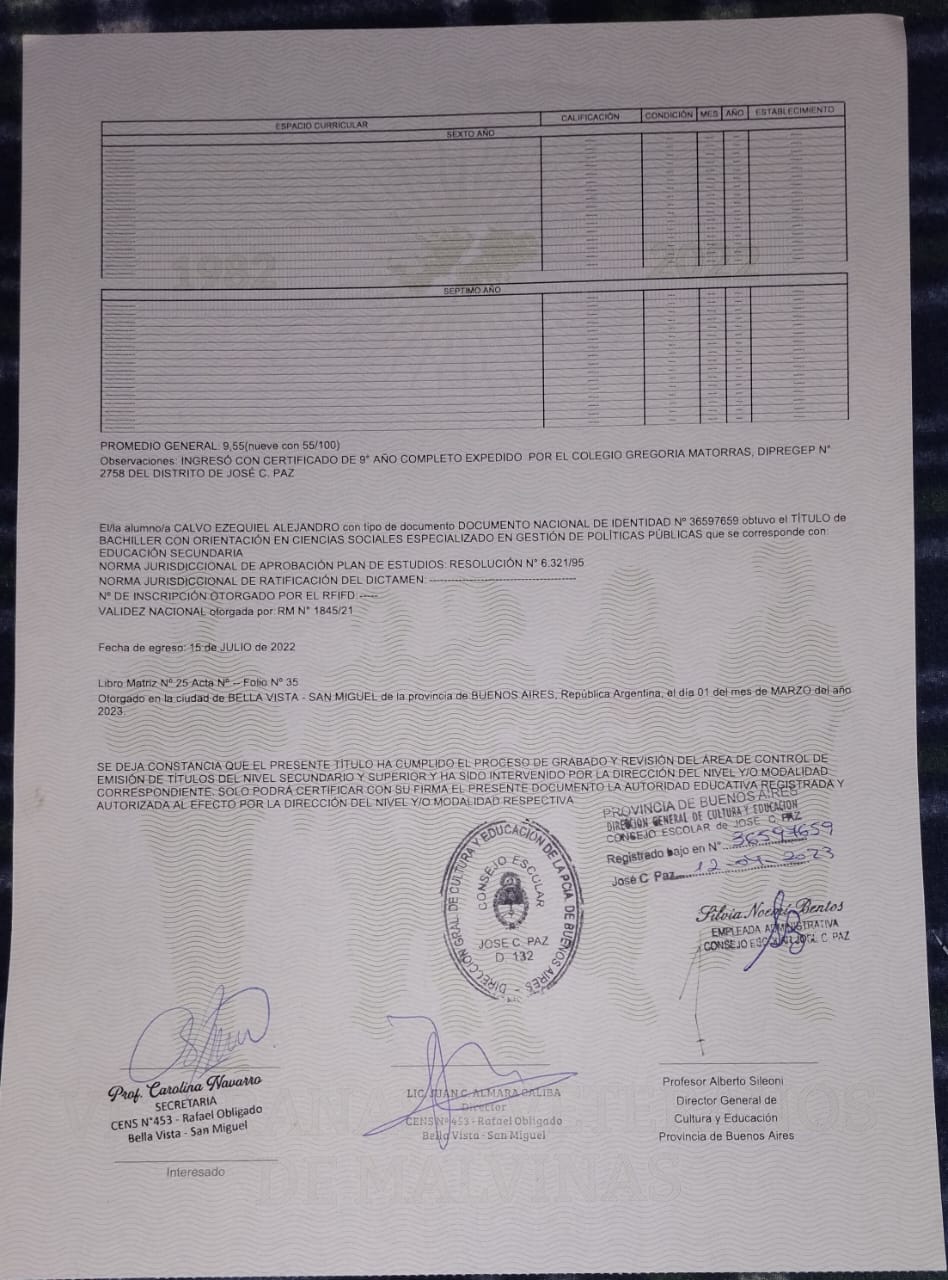 ESPACIO CURRICULAR CALIFICACIÓN CONDICIÓN MES AÑO ESTABLECIMIENTO
SEXTO AÑO
1982 2022
SEPTIMO AÑO
PROMEDIO GENERAL: 9,55(nueve con 55/100)
Observaciones: INGRESÓ CON CERTIFICADO DE 9° AÑO COMPLETO EXPEDIDO POR EL COLEGIO GREGORIA MATORRAS, DIPREGEP N°
2758 DEL DISTRITO DE JOSÉ C. PAZ
El/la alumno/a CALVO EZEQUIEL ALEJANDRO con tipo de documento DOCUMENTO NACIONAL DE IDENTIDAD Nº 36597659 obtuvo el TÍTULO de
BACHILLER CON ORIENTACIÓN EN CIENCIAS SOCIALES ESPECIALIZADO EN GESTIÓN DE POLÍTICAS PÚBLICAS que se corresponde con:
EDUCACIÓN SECUNDARIA
NORMA JURISDICCIONAL DE APROBACIÓN PLAN DE ESTUDIOS: RESOLUCIÓN N° 6.321/95
NORMA JURISDICCIONAL DE RATIFICACIÓN DEL DICTAMEN: --------------------------------------
Nº DE INSCRIPCIÓN OTORGADO POR EL RFIFD -----
VALIDEZ NACIONAL otorgada por: RM N° 1845/21
Fecha de egreso: 15 de JULIO de 2022
Libro Matriz Nº 25 Acta Nº -- Folio Nº 35
Otorgado en la ciudad de BELLA VISTA - SAN MIGUEL de la provincia de BUENOS AIRES, República Argentina, el día 01 del mes de MARZO del año
2023.
SE DEJA CONSTANCIA QUE EL PRESENTE TÍTULO HA CUMPLIDO EL PROCESO DE GRABADO Y REVISIÓN DEL ÁREA DE CONTROL DE
EMISIÓN DE TÍTULOS DEL NIVEL SECUNDARIO Y SUPERIOR Y HA SIDO INTERVENIDO POR LA DIRECCIÓN DEL NIVEL Y/O MODALIDAD
CORRESPONDIENTE. SOLO PODRÁ CERTIFICAR CON SU FIRMA EL PRESENTE DOCUMENTO LA AUTORIDAD EDUCATIVA REGISTRADA Y
AUTORIZADA AL EFECTO POR LA DIRECCIÓN DEL NIVEL Y/O MODALIDAD RESPECTIVA
PROVINCIA DE BUENOS AIRES
DIRECCION GENERAL DE CULTURA Y EDUCACION
CONSEJO ESCOLAR de JOSE C. PAZ
Registrado bajo en N° 36597659
José C Paz 12-04-2023
DIRECCIÓN GRAL. DE CULTURA Y EDUCACIÓN DE LA PCIA. DE BUENOS AIRES -
CONSEJO ESCOLAR
JOSE C. PAZ
D. 132
Silvia Noemí Bentos
EMPLEADA ADMINISTRATIVA
CONSEJO ESCOLAR JOSE C. PAZ
Prof. Carolina Navarro
SECRETARIA
CENS N°453 - Rafael Obligado
Bella Vista - San Miguel
Interesado
LIC. JUAN C. ALMARA CALIBA
Director
CENS Nº 453 - Rafael Obligado
Bella Vista - San Miguel
Profesor Alberto Sileoni
Director General de
Cultura y Educación
Provincia de Buenos Aires
DE MALVINAS